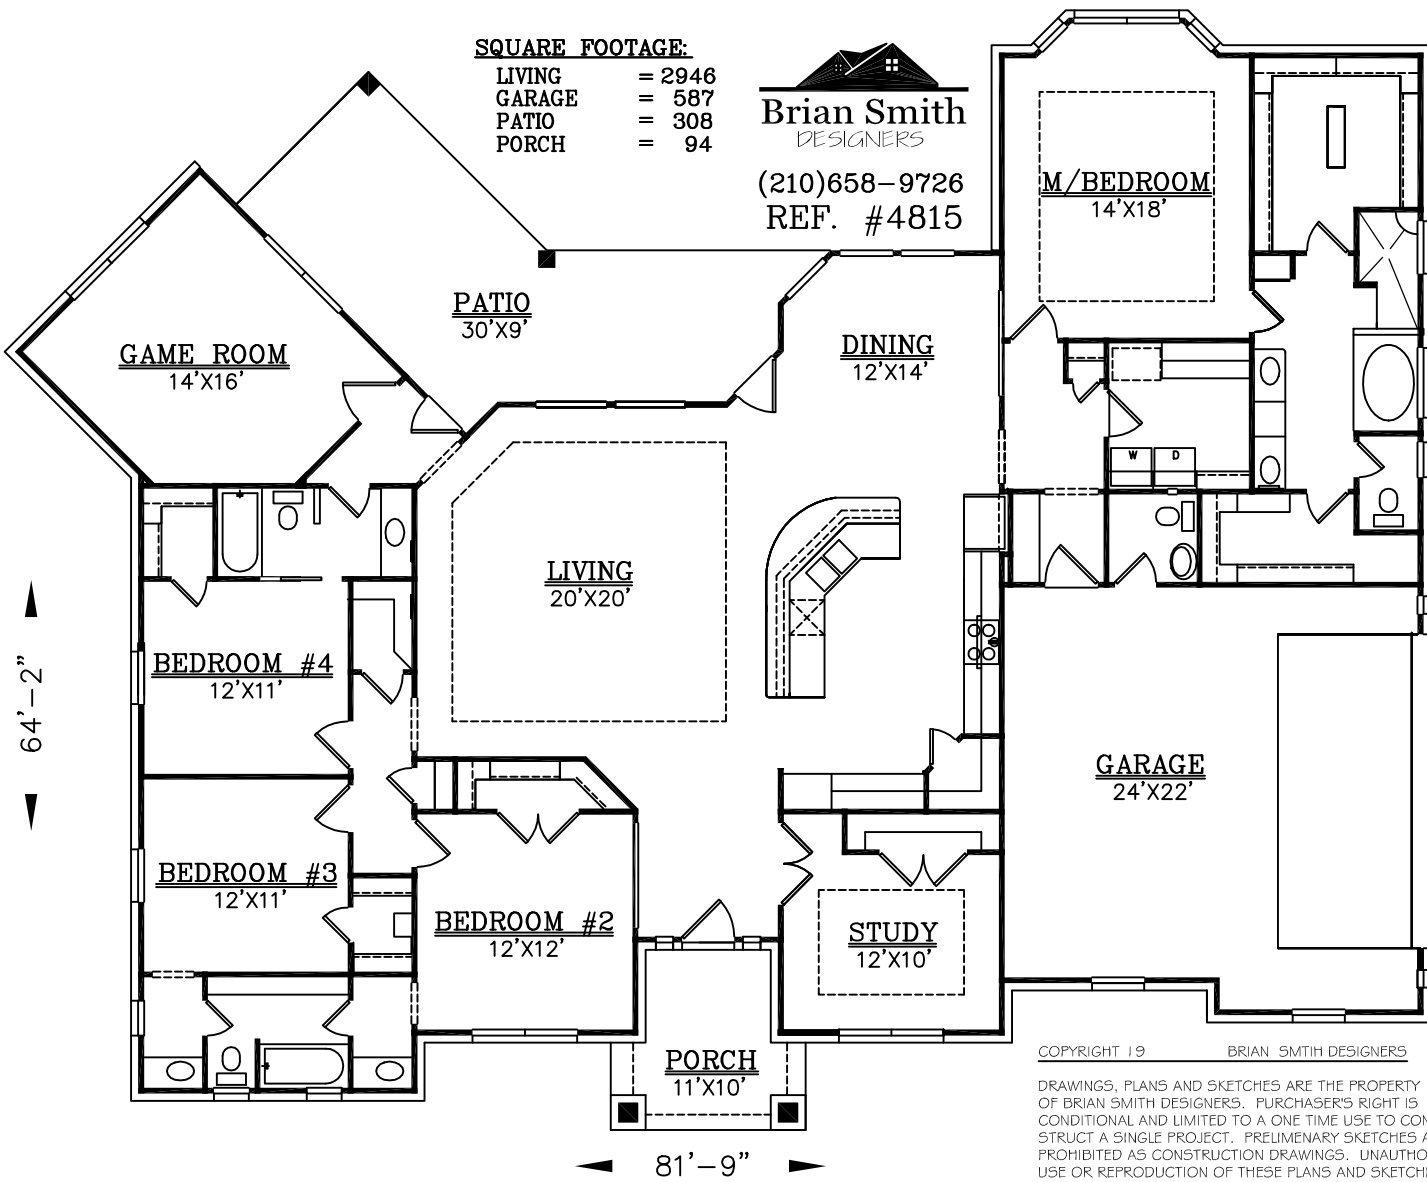 SQUARE FOOTAGE:
LIVING = 2946
GARAGE = 587
PATIO = 308
PORCH = 94
Brian Smith
DESIGNERS
(210)658-9726
REF. #4815
M/BEDROOM
14'X18'
PATIO
30'X9'
DINING
12'X14'
GAME ROOM
14'X16'
W D
LIVING
20'X20'
BEDROOM #4
12'X11'
64'-2"
GARAGE
24'X22'
BEDROOM #3
12'X11'
BEDROOM #2
12'X12'
STUDY
12'X10'
PORCH
11'X10'
81'-9"
COPYRIGHT 19 BRIAN SMTIH DESIGNERS
DRAWINGS, PLANS AND SKETCHES ARE THE PROPERTY
OF BRIAN SMITH DESIGNERS. PURCHASER'S RIGHT IS
CONDITIONAL AND LIMITED TO A ONE TIME USE TO CON
STRUCT A SINGLE PROJECT. PRELIMENARY SKETCHES A
PROHIBITED AS CONSTRUCTION DRAWINGS. UNAUTHO
USE OR REPRODUCTION OF THESE PLANS AND SKETCH